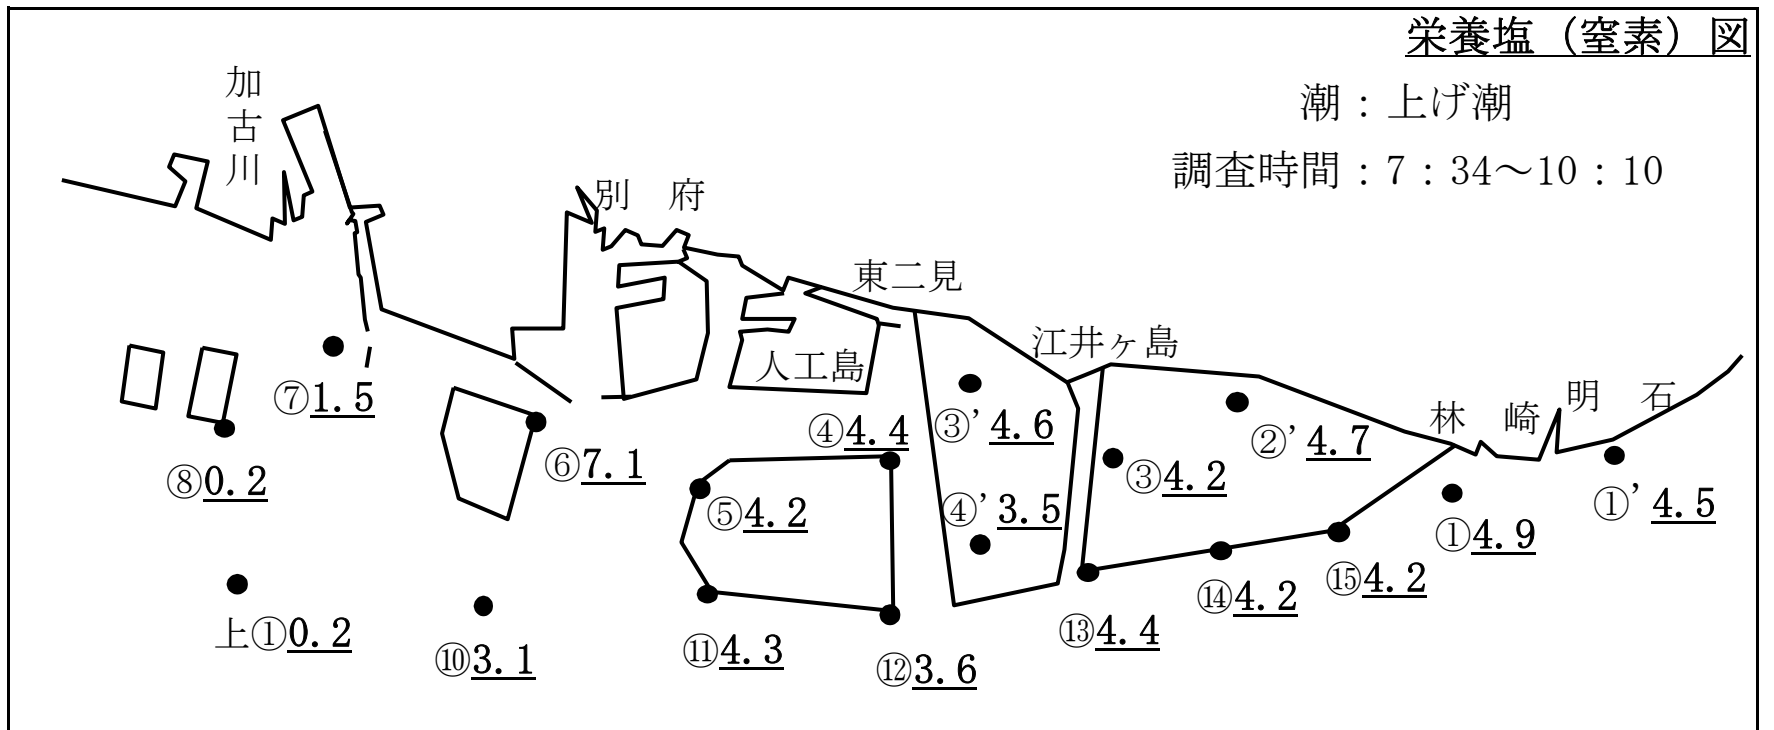 栄養塩（窒素）図
潮：上げ潮
調査時間：7：34～10：10
加古川
別　府
東二見
江井ヶ島
人工島
林　崎
明　石
⑦1.5
⑧0.2
⑥7.1
④4.4
③’4.6
②’4.7
③4.2
⑤4.2
④’3.5
①4.9
①’4.5
⑮4.2
⑭4.2
⑬4.4
上①0.2
⑩3.1
⑪4.3
⑫3.6